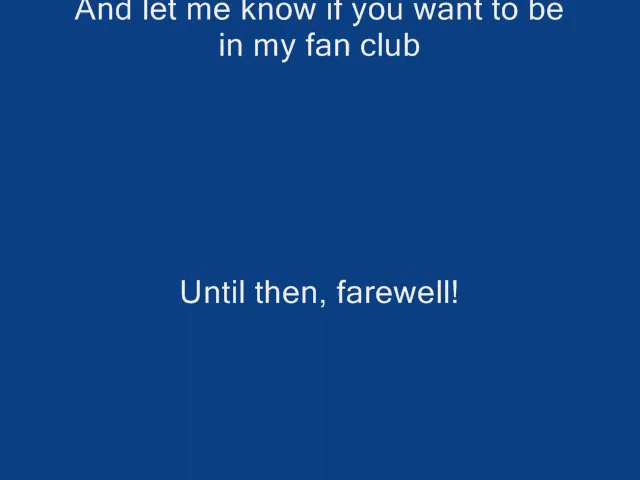 And let me know if you want to be
in my fan club
Until then, farewell!